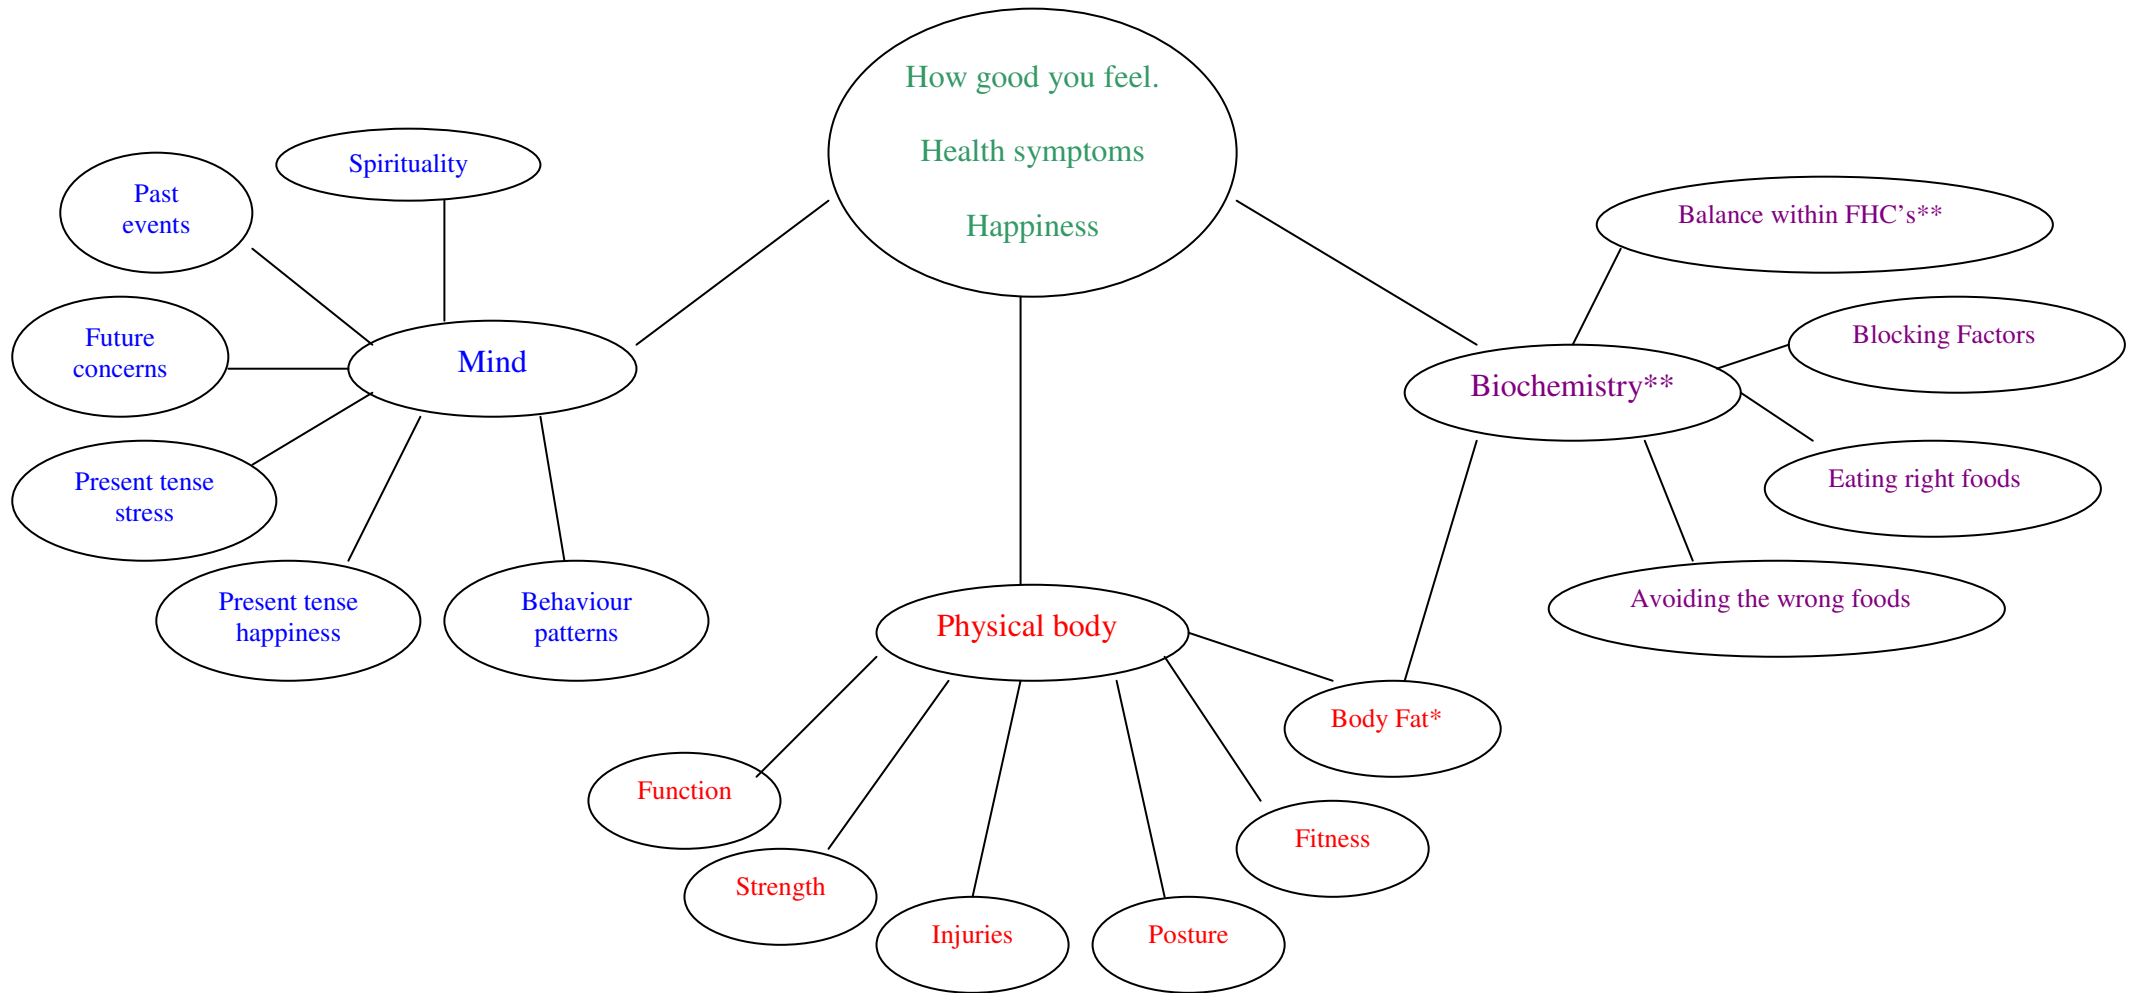 How good you feel.
Health symptoms
Happiness
Spirituality
Past
events
Future
concerns
Mind
Present tense
stress
Present tense
happiness
Behaviour
patterns
Balance within FHC’s**
Blocking Factors
Biochemistry**
Eating right foods
Avoiding the wrong foods
Physical body
Body Fat*
Function
Fitness
Strength
Injuries
Posture